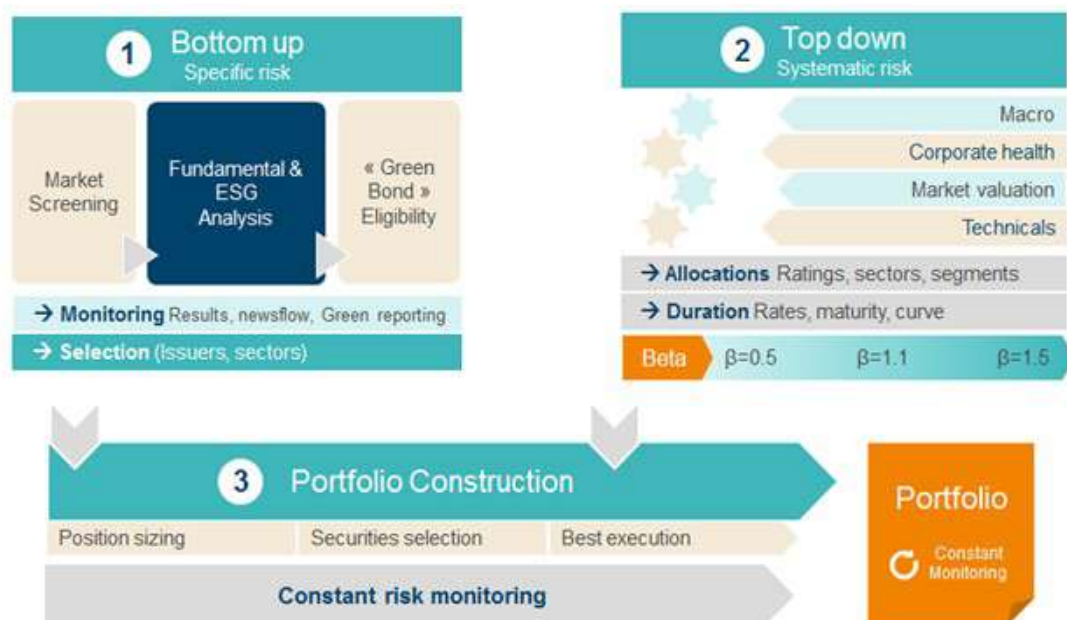 1
Bottom up
Specific risk
Market
Screening
Fundamental &
ESG
Analysis
« Green
Bond »
Eligibility
→ Monitoring Results, newsflow, Green reporting
→ Selection (Issuers, sectors)
2
Top down
Systematic risk
Macro
Corporate health
Market valuation
Technicals
→ Allocations Ratings, sectors, segments
→ Duration Rates, maturity, curve
Beta β=0.5 β=1.1 β=1.5
3 Portfolio Construction
Position sizing Securities selection Best execution
Constant risk monitoring
Portfolio
Constant
Monitoring